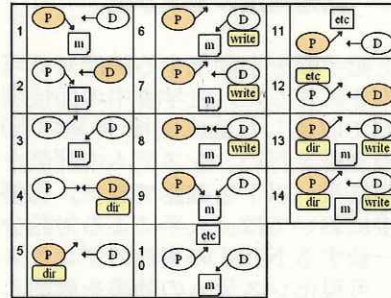 1 P D
m
2 P D
m
3 P D
m
4 P D
dir
5 P D
dir
6 P D
m write
7 P D
m write
8 P D
m write
9 P D
m
10 etc
P D
m
11 etc
P D
12 etc
P D
13 P D
dir m write
14 P D
dir m write